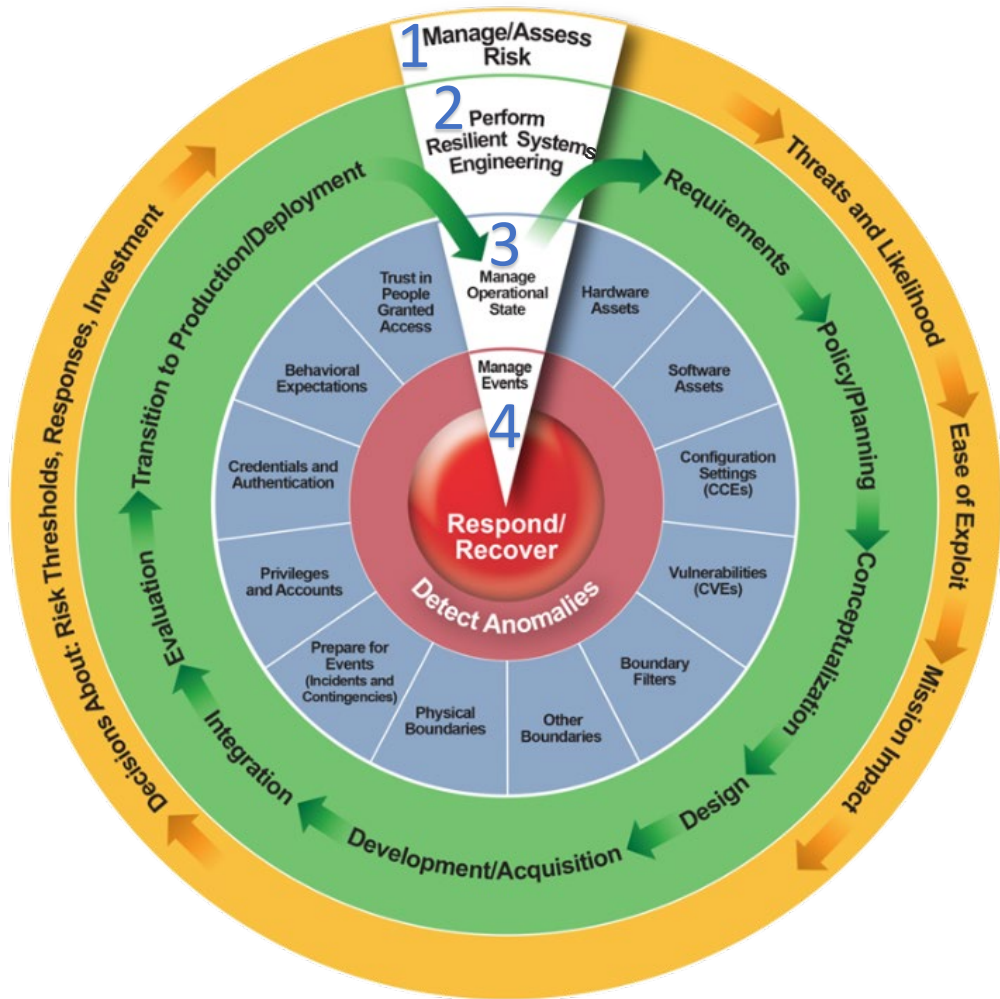 1
Manage/Assess
Risk
2
Perform
Resilient Systems
Engineering
3
Manage
Operational
State
Manage
Events
4
Respond/
Recover
Detect Anomalies
Threats and Likelihood
Ease of Exploit
Mission Impact
Decisions About: Risk Thresholds, Responses, Investment
Requirements
Policy/Planning
Conceptualization
Design
Development/Acquisition
Integration
Evaluation
Transition to Production/Deployment
Hardware
Assets
Software
Assets
Configuration
Settings
(CCEs)
Vulnerabilities
(CVEs)
Boundary
Filters
Other
Boundaries
Physical
Boundaries
Prepare for
Events
(Incidents and
Contingencies)
Privileges
and Accounts
Credentials and
Authentication
Behavioral
Expectations
Trust in
People
Granted
Access